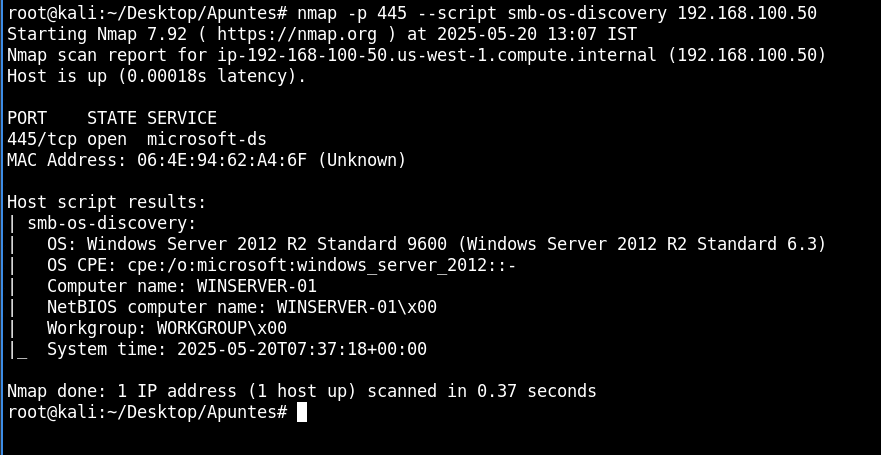 root@kali:~/Desktop/Apuntes# nmap -p 445 --script smb-os-discovery 192.168.100.50
Starting Nmap 7.92 ( https://nmap.org ) at 2025-05-20 13:07 IST
Nmap scan report for ip-192-168-100-50.us-west-1.compute.internal (192.168.100.50)
Host is up (0.00018s latency).

PORT    STATE SERVICE
445/tcp open  microsoft-ds
MAC Address: 06:4E:94:62:A4:6F (Unknown)

Host script results:
| smb-os-discovery:
|   OS: Windows Server 2012 R2 Standard 9600 (Windows Server 2012 R2 Standard 6.3)
|   OS CPE: cpe:/o:microsoft:windows_server_2012::-
|   Computer name: WINSERVER-01
|   NetBIOS computer name: WINSERVER-01\x00
|   Workgroup: WORKGROUP\x00
|_  System time: 2025-05-20T07:37:18+00:00

Nmap done: 1 IP address (1 host up) scanned in 0.37 seconds
root@kali:~/Desktop/Apuntes#